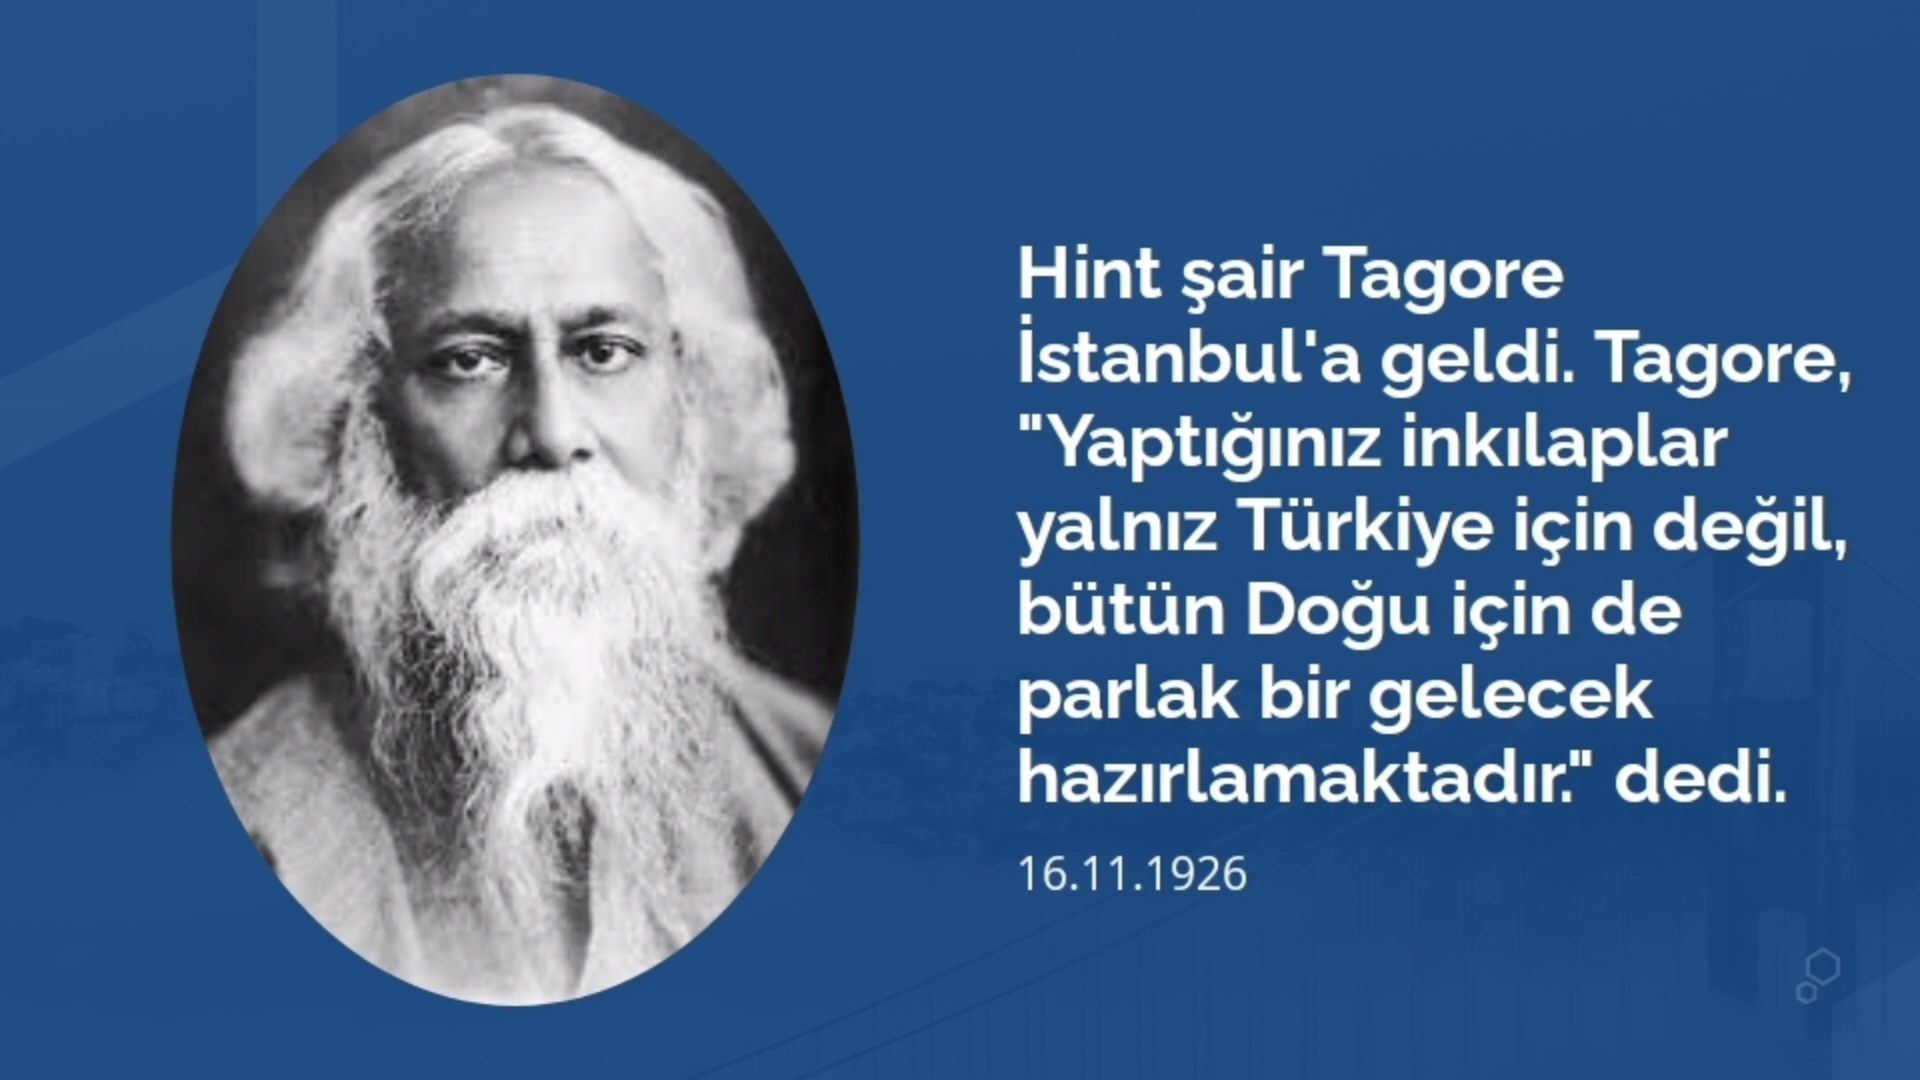 Hint şair Tagore
İstanbul'a geldi. Tagore,
"Yaptığınız inkılaplar
yalnız Türkiye için değil,
bütün Doğu için de
parlak bir gelecek
hazırlamaktadır." dedi.
16.11.1926